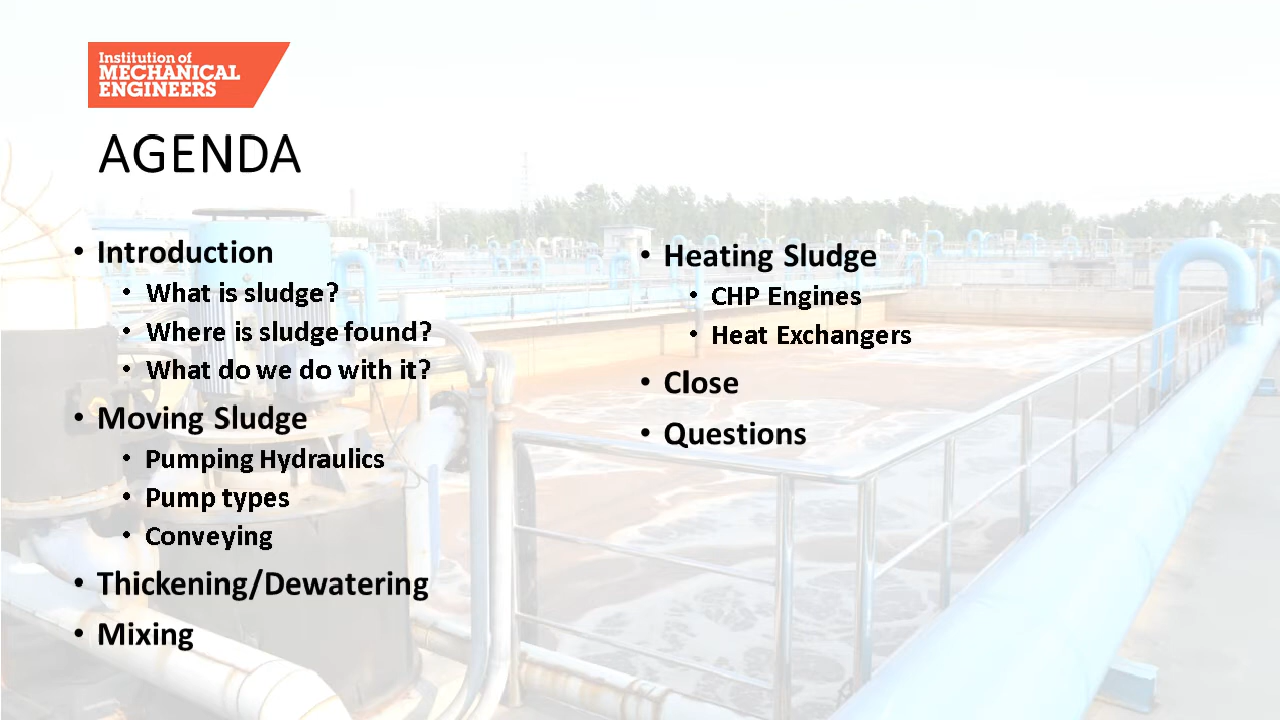 Institution of
MECHANICAL
ENGINEERS
AGENDA
• Introduction
• What is sludge?
• Where is sludge found?
• What do we do with it?
• Moving Sludge
• Pumping Hydraulics
• Pump types
• Conveying
• Thickening/Dewatering
• Mixing
• Heating Sludge
• CHP Engines
• Heat Exchangers
• Close
• Questions